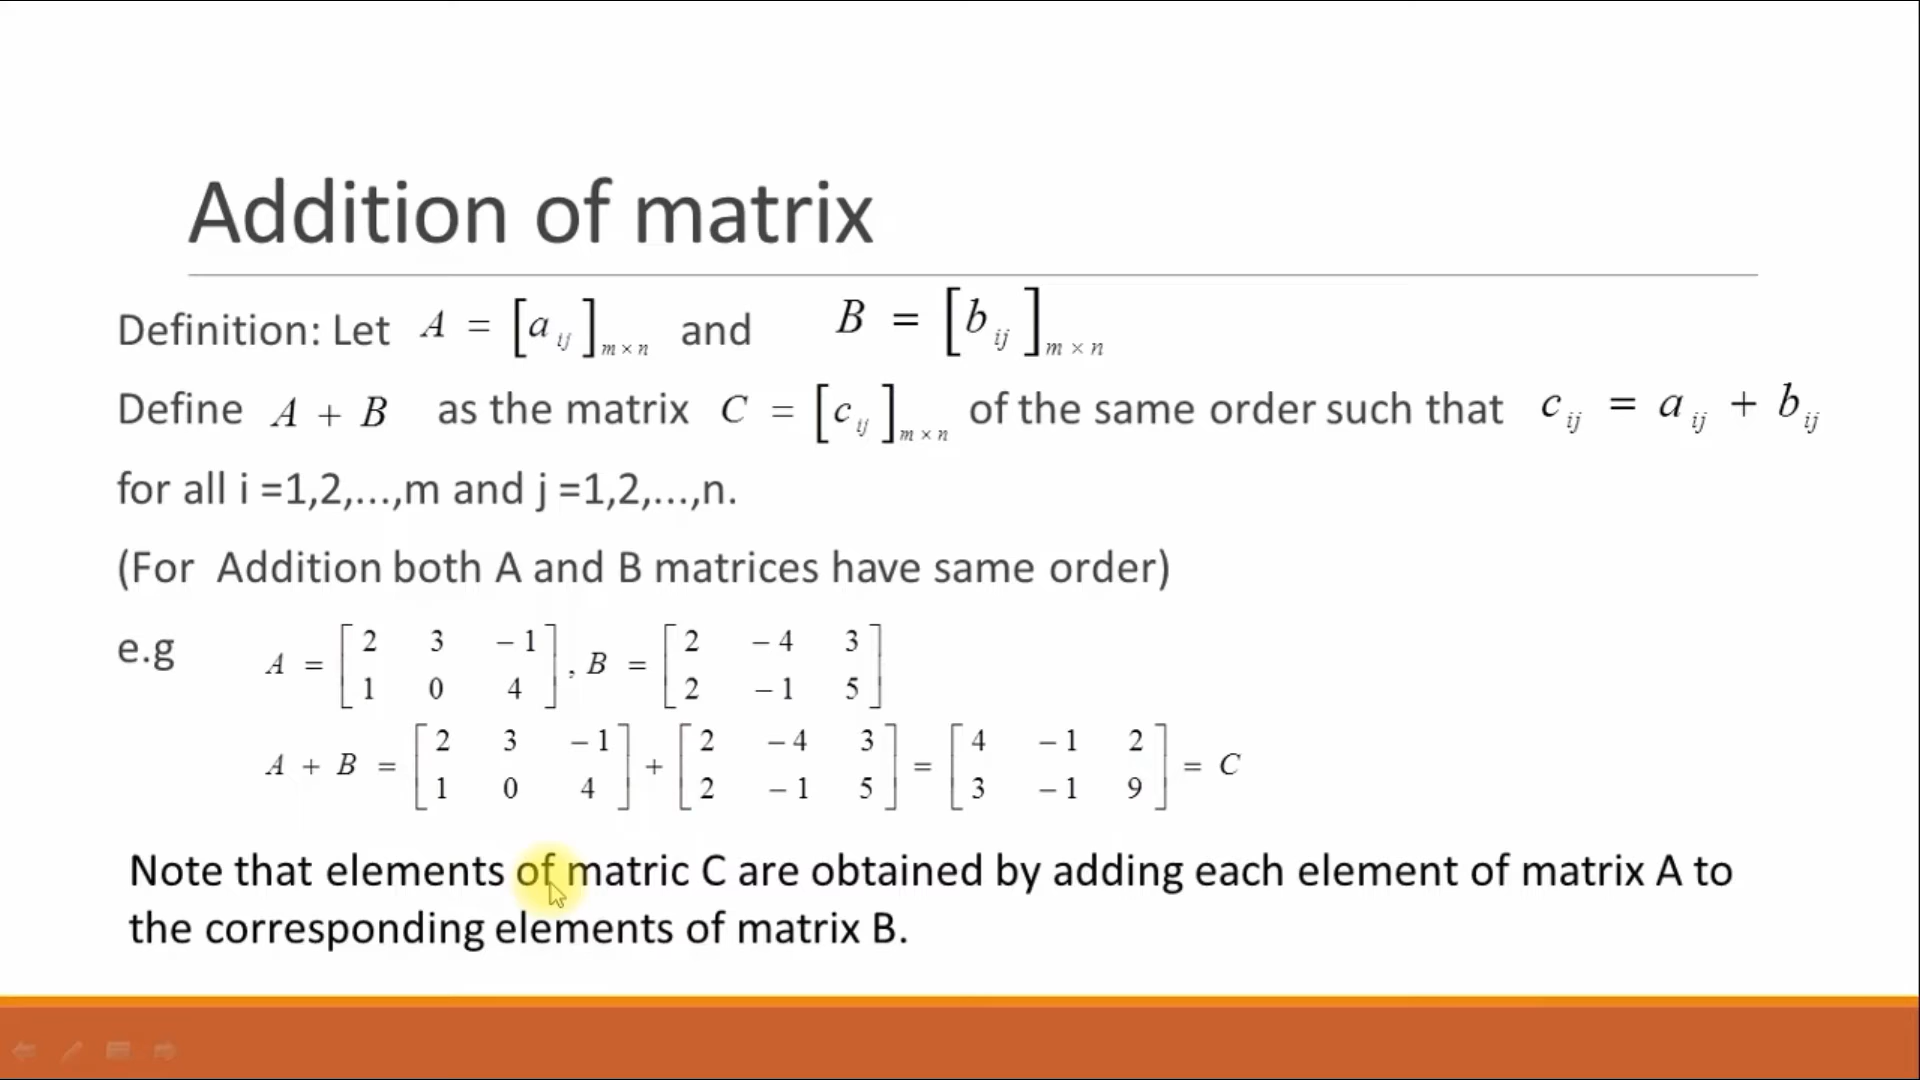 Addition of matrix
Definition: Let A = [a_ij]_m×n and B = [b_ij]_m×n
Define A + B as the matrix C = [c_ij]_m×n of the same order such that c_ij = a_ij + b_ij
for all i =1,2,...,m and j =1,2,...,n.
(For Addition both A and B matrices have same order)
e.g A = [2 3 −1; 1 0 4], B = [2 −4 3; 2 −1 5]
A + B = [2 3 −1; 1 0 4] + [2 −4 3; 2 −1 5] = [4 −1 2; 3 −1 9] = C
Note that elements of matric C are obtained by adding each element of matrix A to
the corresponding elements of matrix B.